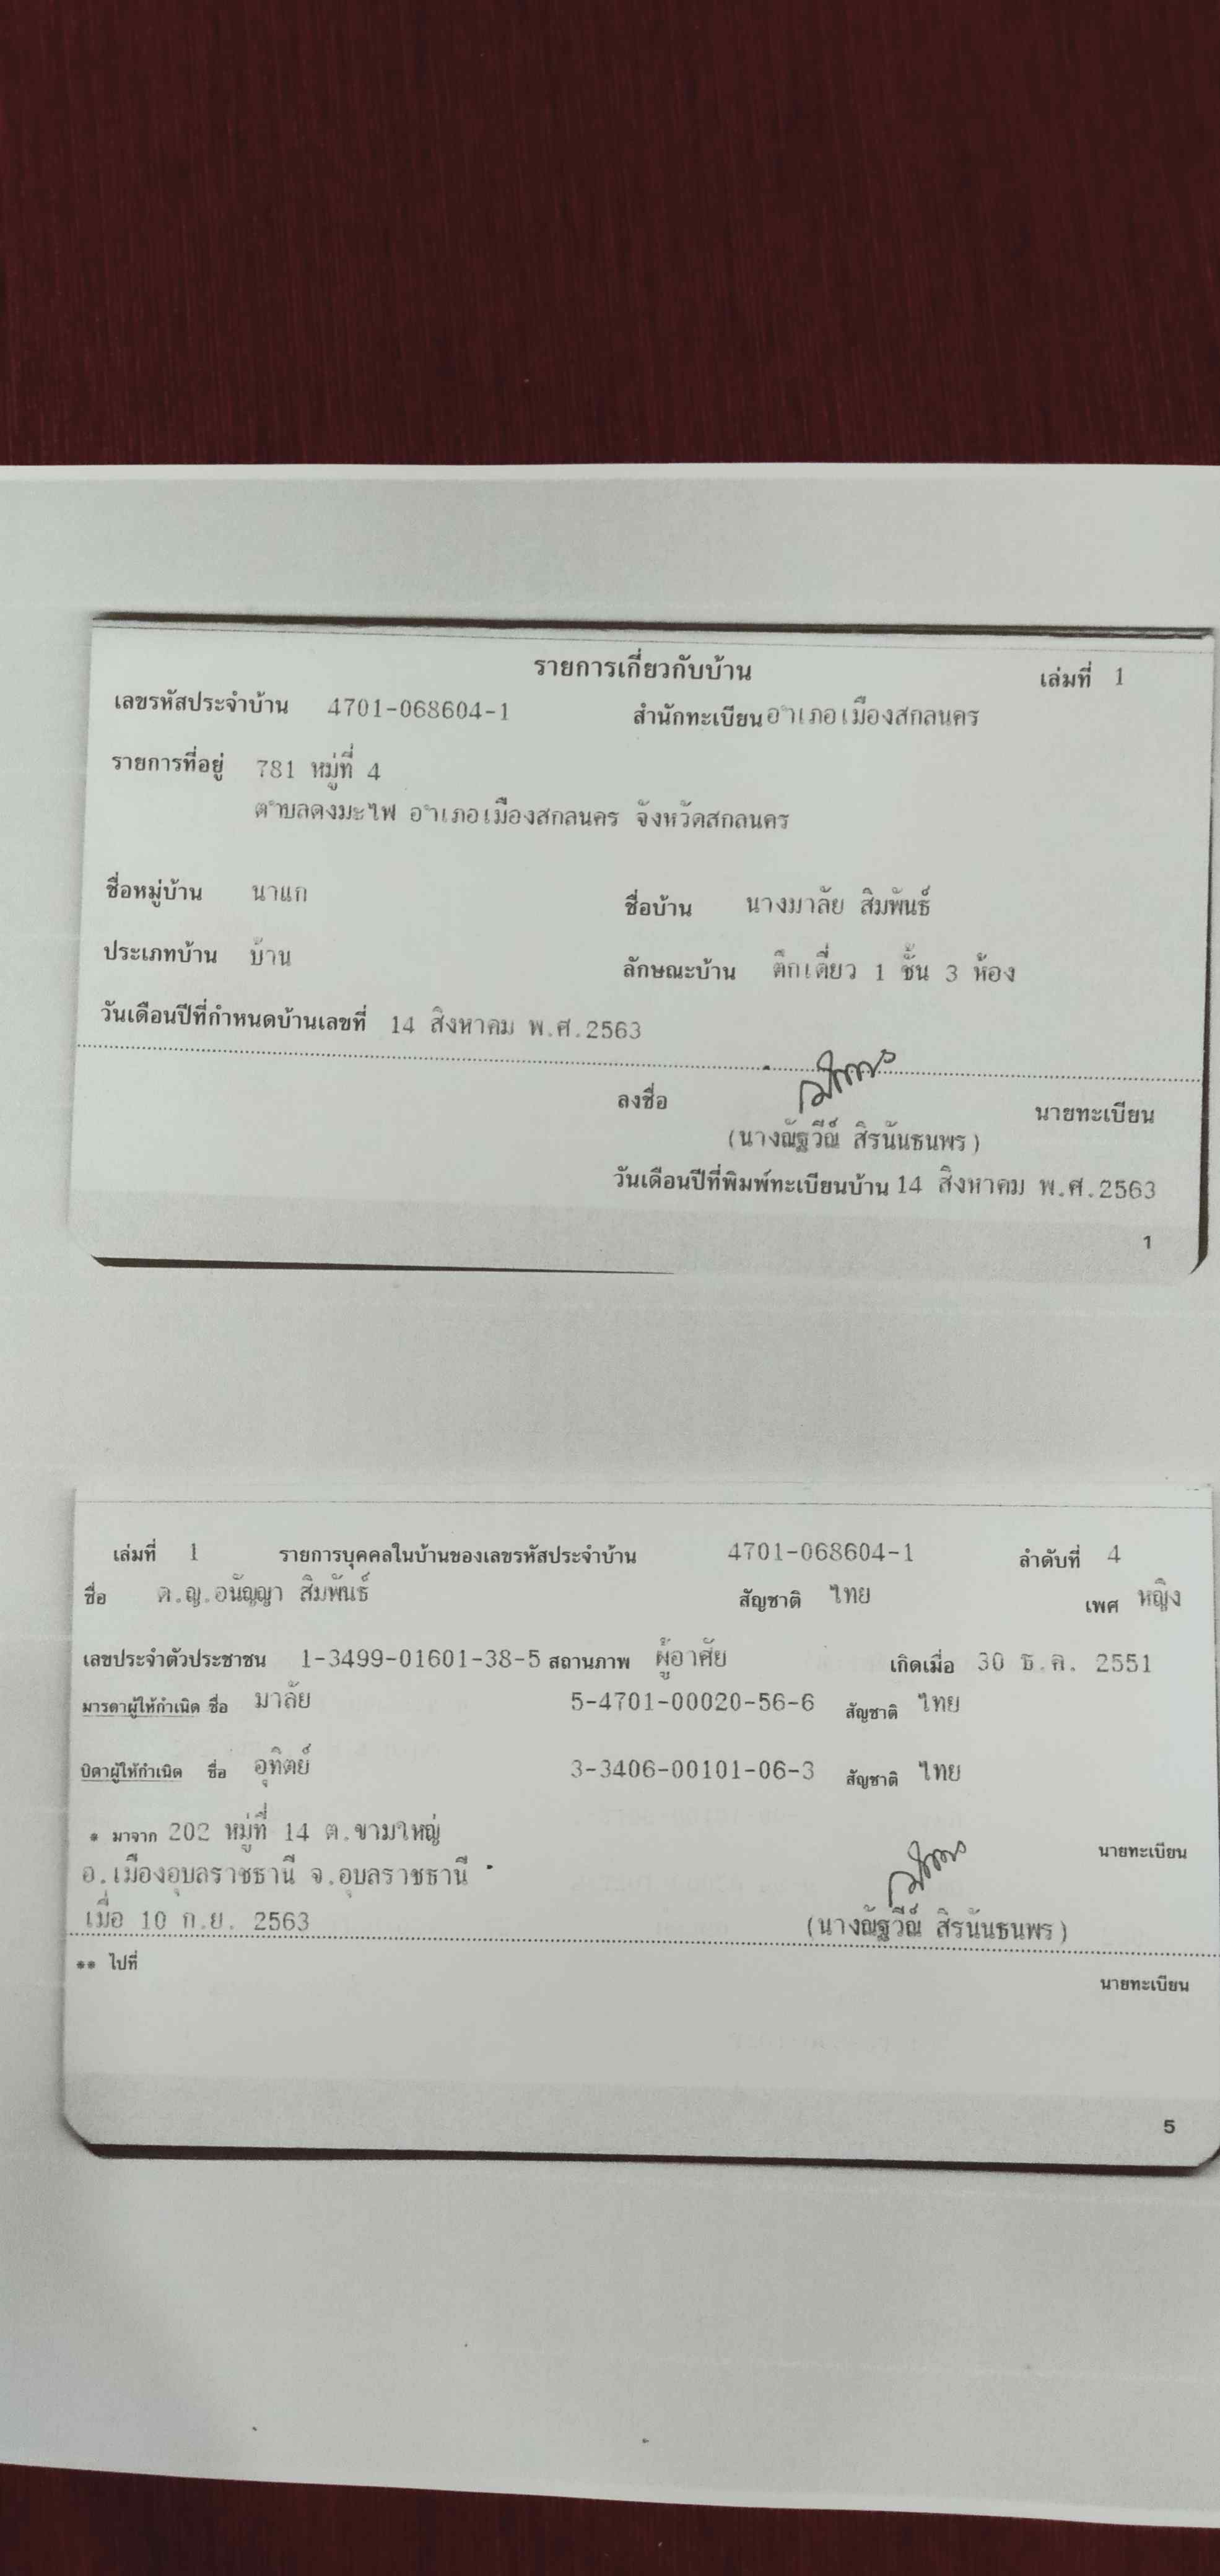 รายการเกี่ยวกับบ้าน เล่มที่ 1
เลขรหัสประจำบ้าน 4701-068604-1 สำนักทะเบียน อำเภอเมืองสกลนคร
รายการที่อยู่ 781 หมู่ที่ 4
ตำบลดงมะไฟ อำเภอเมืองสกลนคร จังหวัดสกลนคร
ชื่อหมู่บ้าน นาแก ชื่อบ้าน นางมาลัย สิมพันธ์
ประเภทบ้าน บ้าน ลักษณะบ้าน ตึกเดี่ยว 1 ชั้น 3 ห้อง
วันเดือนปีที่กำหนดบ้านเลขที่ 14 สิงหาคม พ.ศ.2563
ลงชื่อ นายทะเบียน
(นางณัฐวีณ์ สิรนันธนพร)
วันเดือนปีที่พิมพ์ทะเบียนบ้าน 14 สิงหาคม พ.ศ.2563
1
เล่มที่ 1 รายการบุคคลในบ้านของเลขรหัสประจำบ้าน 4701-068604-1 ลำดับที่ 4
ชื่อ ด.ญ.อนัญญา สิมพันธ์ สัญชาติ ไทย เพศ หญิง
เลขประจำตัวประชาชน 1-3499-01601-38-5 สถานภาพ ผู้อาศัย เกิดเมื่อ 30 ธ.ค. 2551
มารดาผู้ให้กำเนิด ชื่อ มาลัย 5-4701-00020-56-6 สัญชาติ ไทย
บิดาผู้ให้กำเนิด ชื่อ อุทิตย์ 3-3406-00101-06-3 สัญชาติ ไทย
* มาจาก 202 หมู่ที่ 14 ต.ขามใหญ่ นายทะเบียน
อ.เมืองอุบลราชธานี จ.อุบลราชธานี
เมื่อ 10 ก.ย. 2563 (นางณัฐวีณ์ สิรนันธนพร)
** ไปที่ นายทะเบียน
5